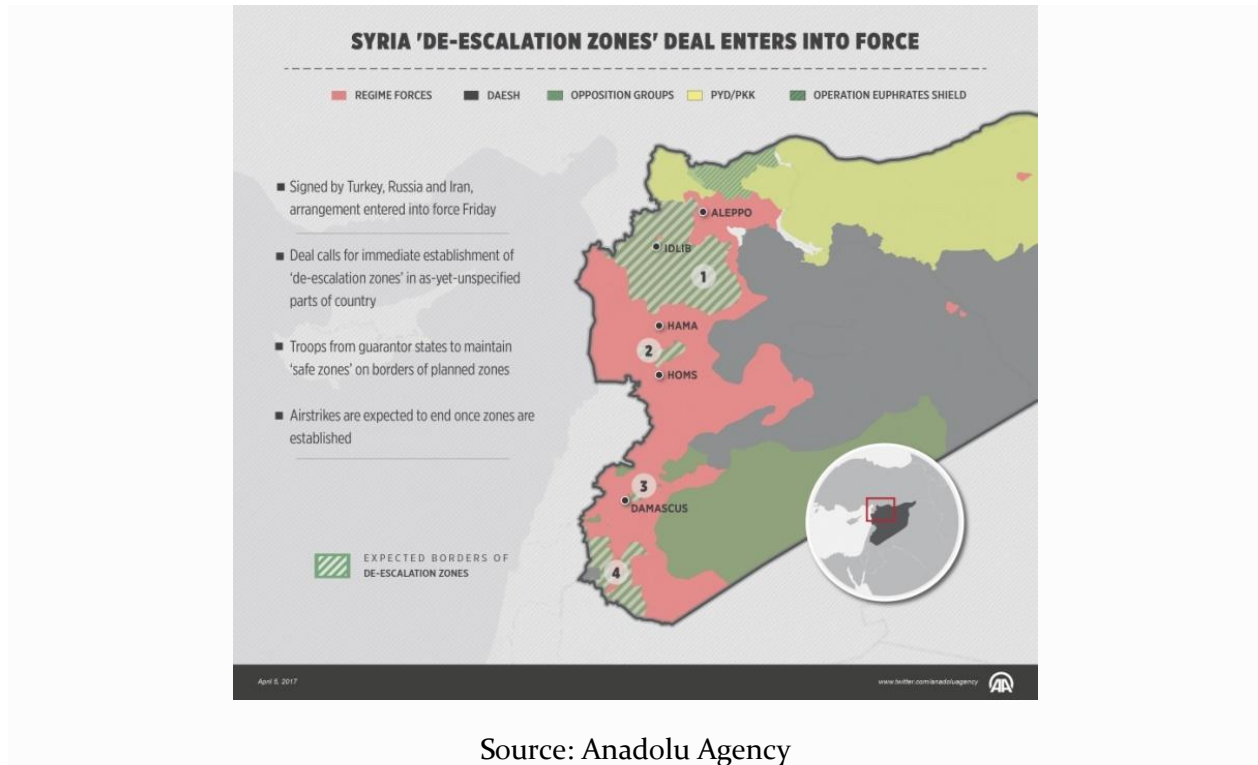 SYRIA 'DE-ESCALATION ZONES' DEAL ENTERS INTO FORCE
REGIME FORCES
DAESH
OPPOSITION GROUPS
PYD/PKK
OPERATION EUPHRATES SHIELD
Signed by Turkey, Russia and Iran,
arrangement entered into force Friday
Deal calls for immediate establishment of
'de-escalation zones' in as-yet-unspecified
parts of country
Troops from guarantor states to maintain
'safe zones' on borders of planned zones
Airstrikes are expected to end once zones are
established
ALEPPO
IDLIB
1
HAMA
2
HOMS
3
DAMASCUS
4
EXPECTED BORDERS OF
DE-ESCALATION ZONES
April 5, 2017
www.twitter.com/anadoluagency
AA
Source: Anadolu Agency